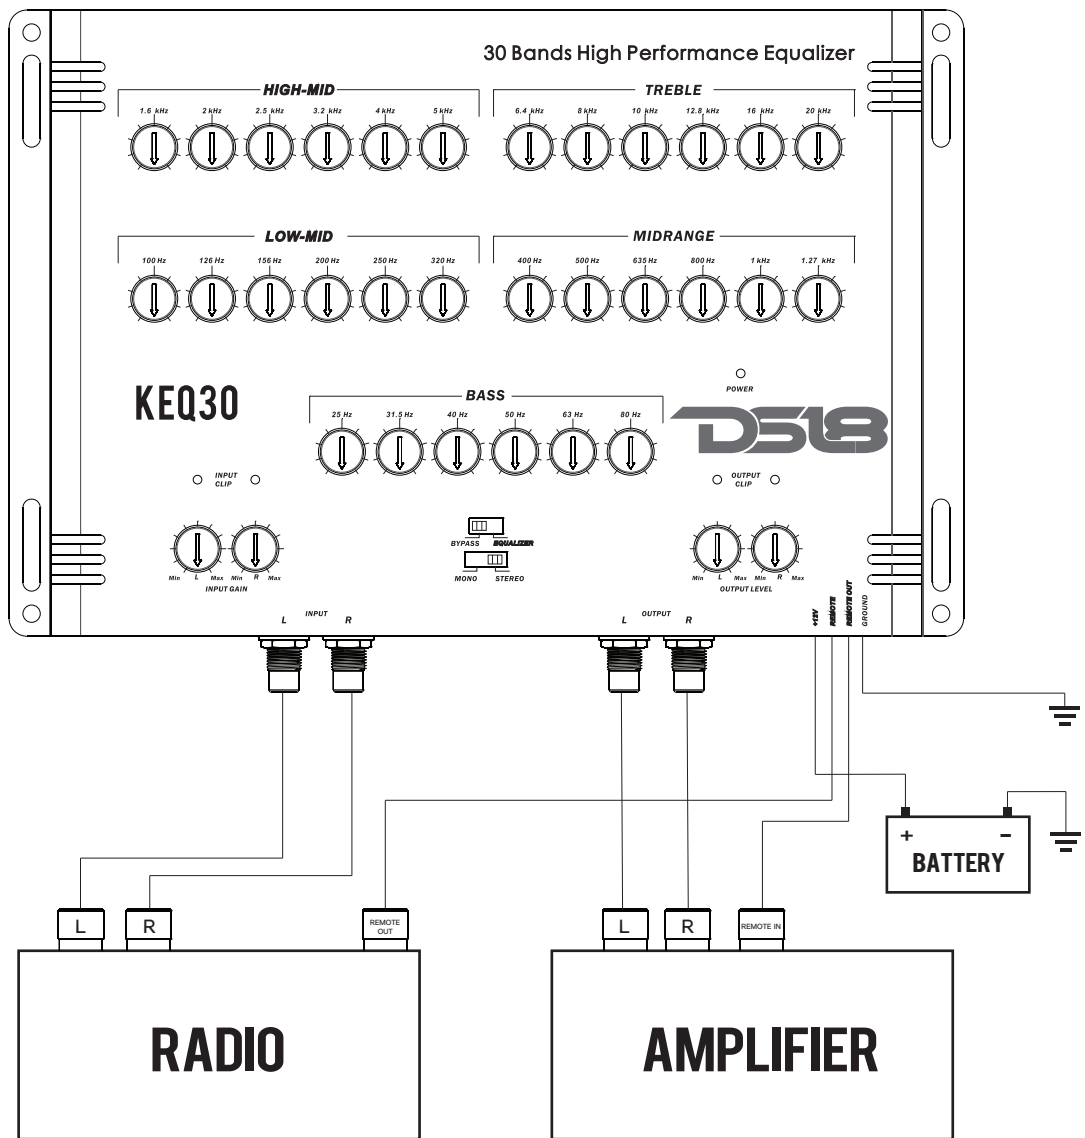 30 Bands High Performance Equalizer
HIGH-MID
TREBLE
1.6 kHz 2 kHz 2.5 kHz 3.2 kHz 4 kHz 5 kHz
6.4 kHz 8 kHz 10 kHz 12.8 kHz 16 kHz 20 kHz
LOW-MID
MIDRANGE
100 Hz 126 Hz 156 Hz 200 Hz 250 Hz 320 Hz
400 Hz 500 Hz 635 Hz 800 Hz 1 kHz 1.27 kHz
KEQ30
BASS
25 Hz 31.5 Hz 40 Hz 50 Hz 63 Hz 80 Hz
POWER
DS18
INPUT
CLIP
OUTPUT
CLIP
BYPASS EQUALIZER
MONO STEREO
Min L Max Min R Max
INPUT GAIN
Min L Max Min R Max
OUTPUT LEVEL
INPUT
L R
OUTPUT
L R
+12V
REMOTE
REMOTE OUT
GROUND
+ −
BATTERY
L
R
REMOTE
OUT
L
R
REMOTE IN
RADIO
AMPLIFIER